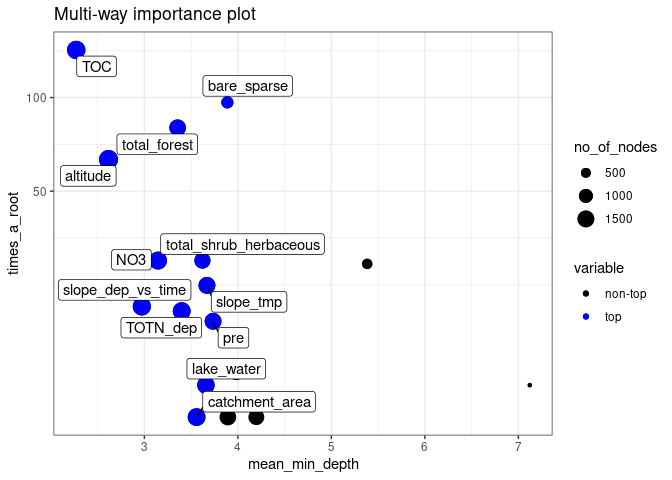 Multi-way importance plot
TOC
bare_sparse
100
total_forest
altitude
50
times_a_root
total_shrub_herbaceous
NO3
slope_dep_vs_time
slope_tmp
TOTN_dep
pre
lake_water
catchment_area
3
4
5
6
7
mean_min_depth
no_of_nodes
500
1000
1500
variable
non-top
top